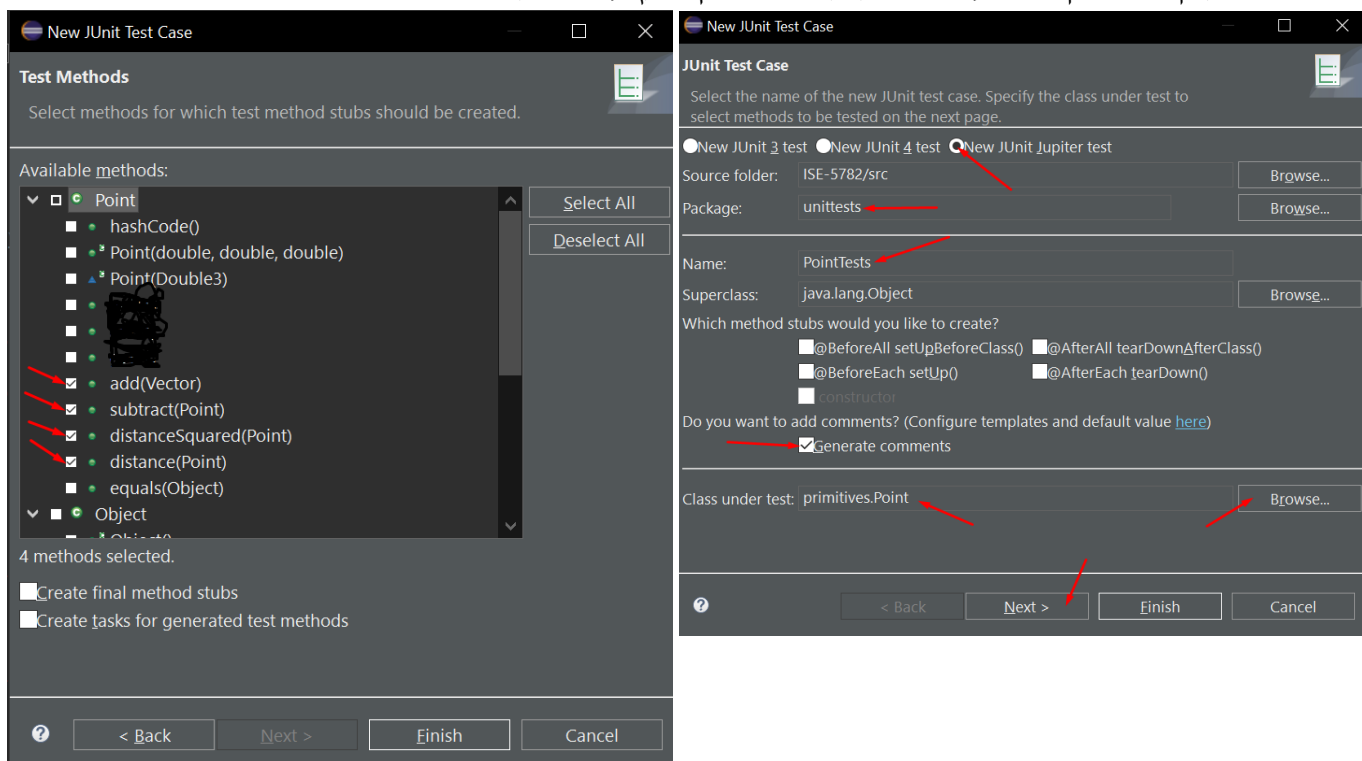 New JUnit Test Case
Test Methods
Select methods for which test method stubs should be created.
Available methods:
Point
hashCode()
Point(double, double, double)
Point(Double3)
add(Vector)
subtract(Point)
distanceSquared(Point)
distance(Point)
equals(Object)
Object
Select All
Deselect All
4 methods selected.
Create final method stubs
Create tasks for generated test methods
< Back
Next >
Finish
Cancel
New JUnit Test Case
JUnit Test Case
Select the name of the new JUnit test case. Specify the class under test to
select methods to be tested on the next page.
New JUnit 3 test New JUnit 4 test New JUnit Jupiter test
Source folder: ISE-5782/src Browse...
Package: unittests Browse...
Name: PointTests
Superclass: java.lang.Object Browse...
Which method stubs would you like to create?
@BeforeAll setUpBeforeClass() @AfterAll tearDownAfterClass()
@BeforeEach setUp() @AfterEach tearDown()
constructor
Do you want to add comments? (Configure templates and default value here)
Generate comments
Class under test: primitives.Point Browse...
< Back
Next >
Finish
Cancel